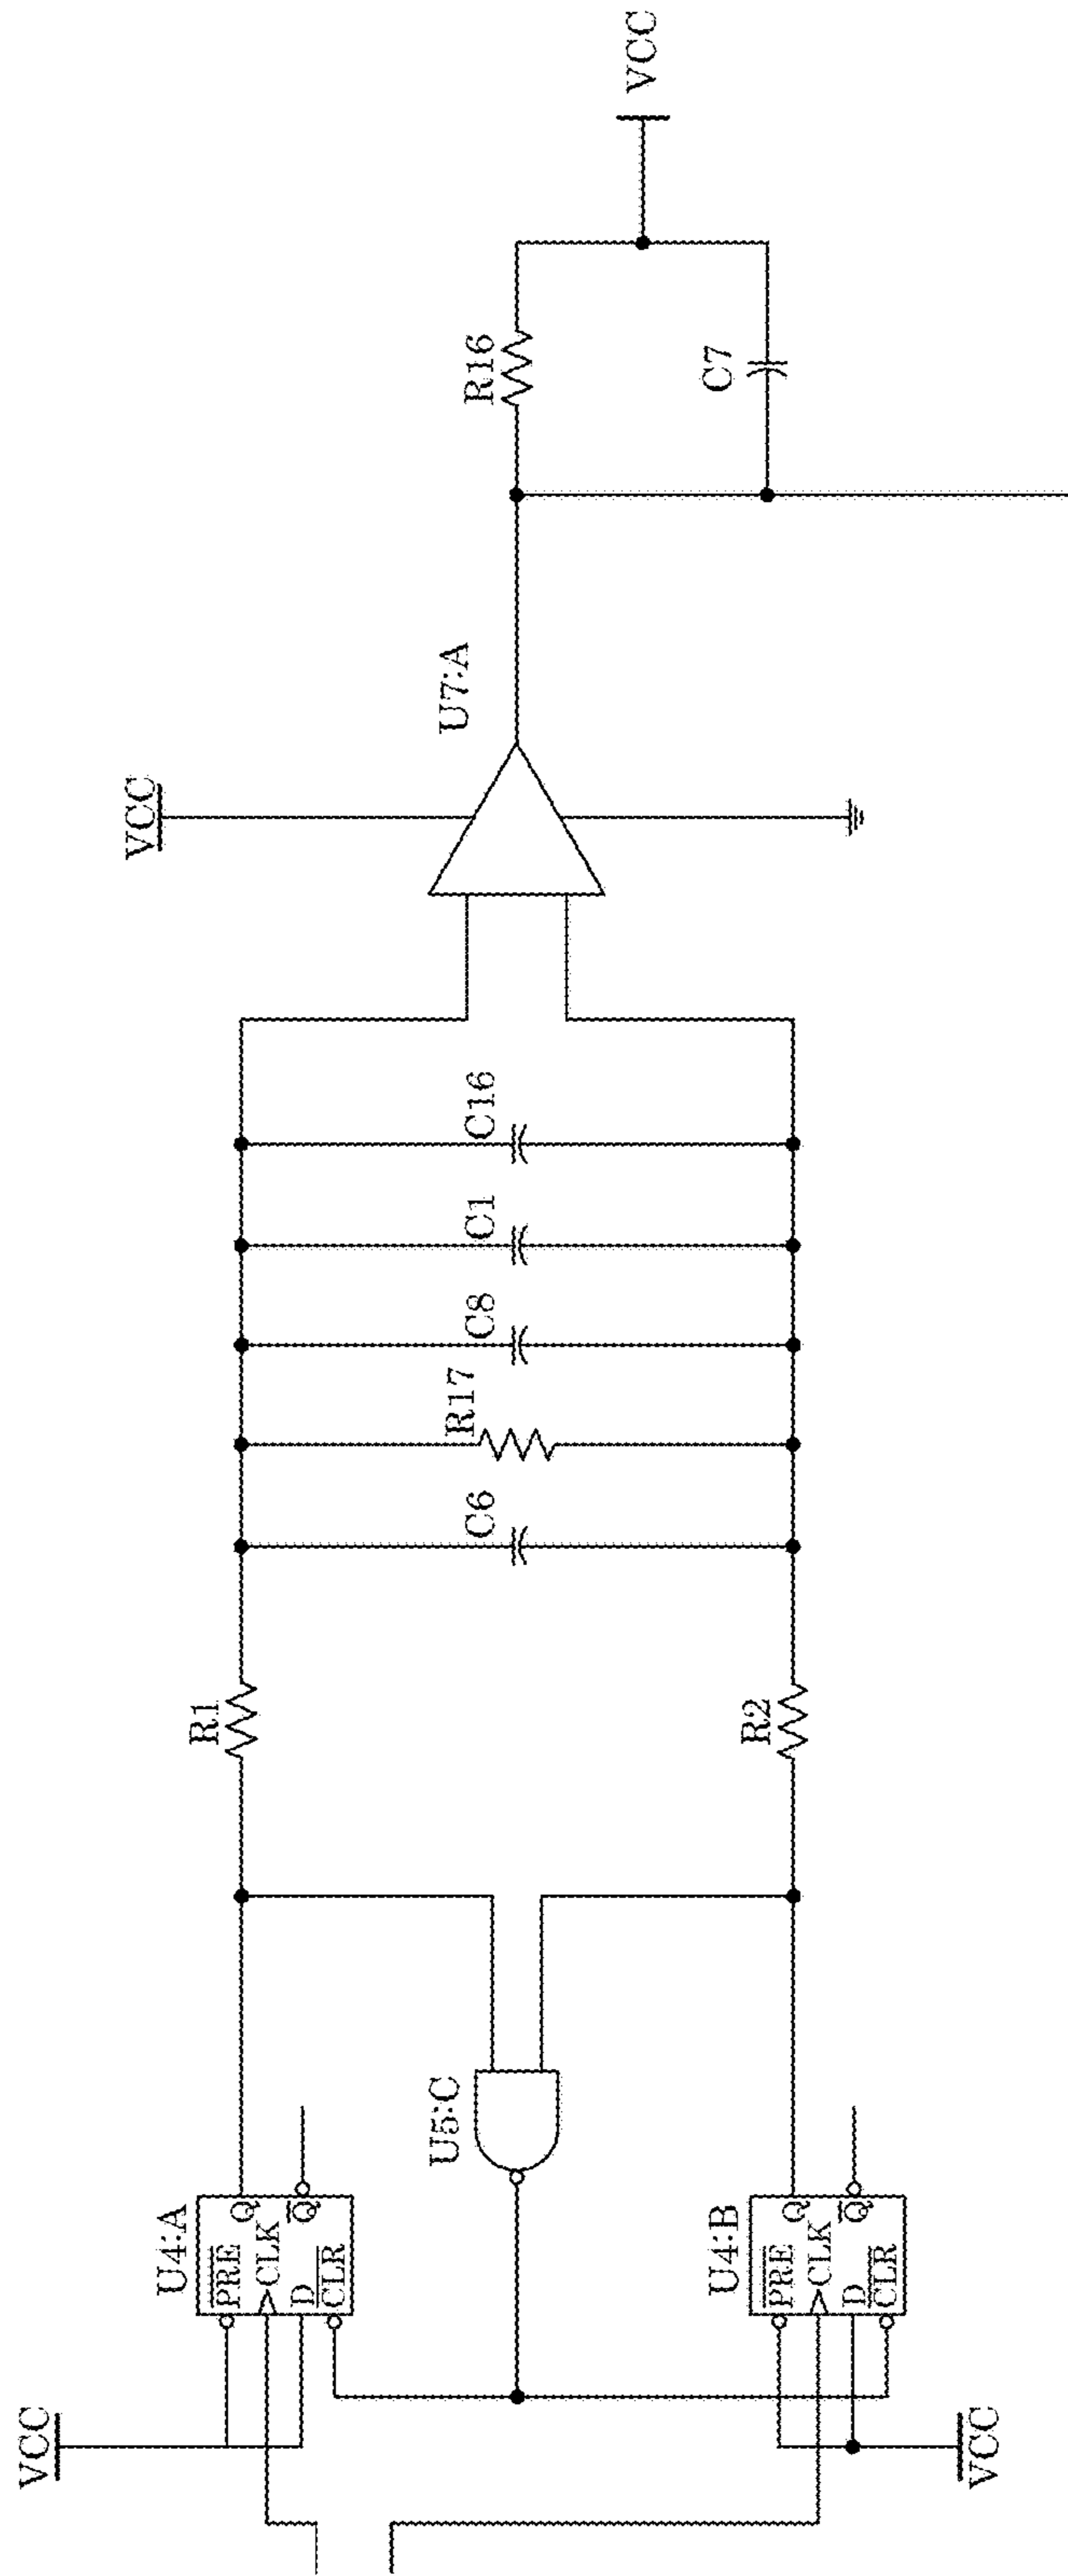 VCC
U4:A
PRE
CLK
D
CLR
Q
Q
U4:B
PRE
CLK
D
CLR
Q
Q
VCC
U5:C
R1
R2
C6
R17
C8
C1
C16
VCC
U7:A
R16
C7
VCC